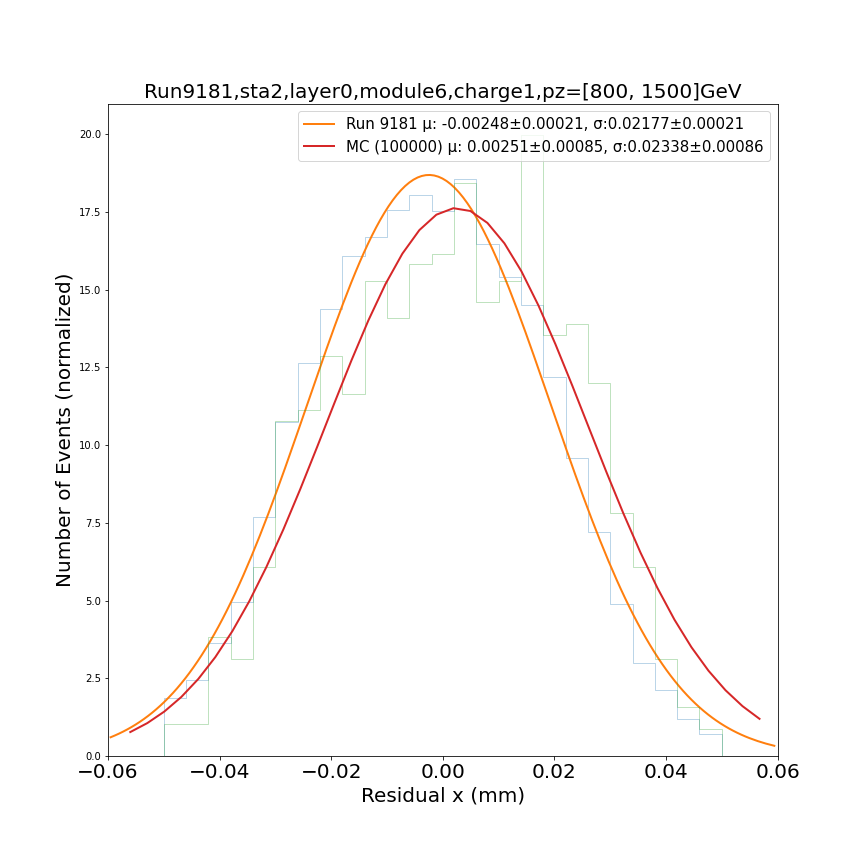 Run9181,sta2,layer0,module6,charge1,pz=[800, 1500]GeV
Run 9181 μ: -0.00248±0.00021, σ:0.02177±0.00021
MC (100000) μ: 0.00251±0.00085, σ:0.02338±0.00086
Number of Events (normalized)
20.0
17.5
15.0
12.5
10.0
7.5
5.0
2.5
0.0
−0.06 −0.04 −0.02 0.00 0.02 0.04 0.06
Residual x (mm)